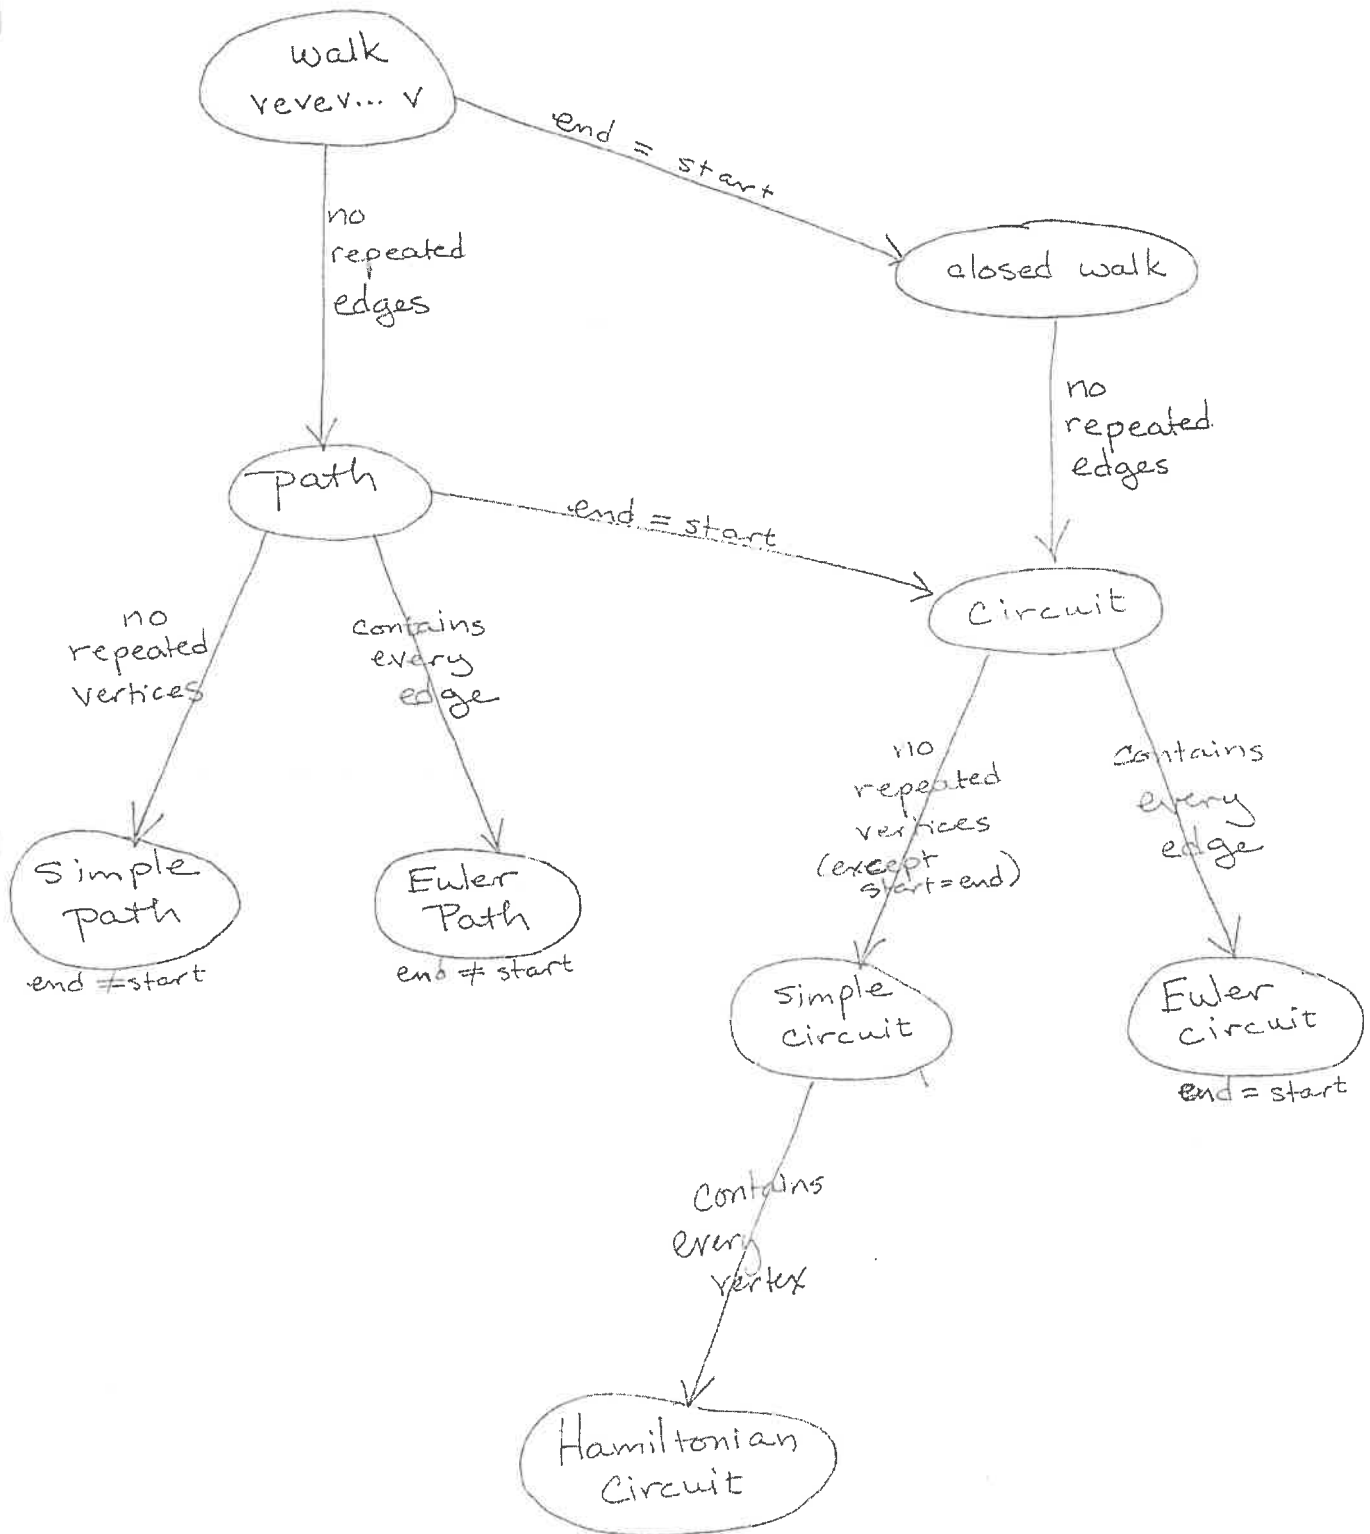 walk
vever... v
end = start
no
repeated
edges
closed walk
no
repeated
edges
path
end = start
circuit
no
repeated
vertices
contains
every
edge
no
repeated
vertices
(except
start=end)
contains
every
edge
simple
path
end ≠ start
Euler
Path
end ≠ start
simple
circuit
Euler
circuit
end = start
contains
every
vertex
Hamiltonian
Circuit